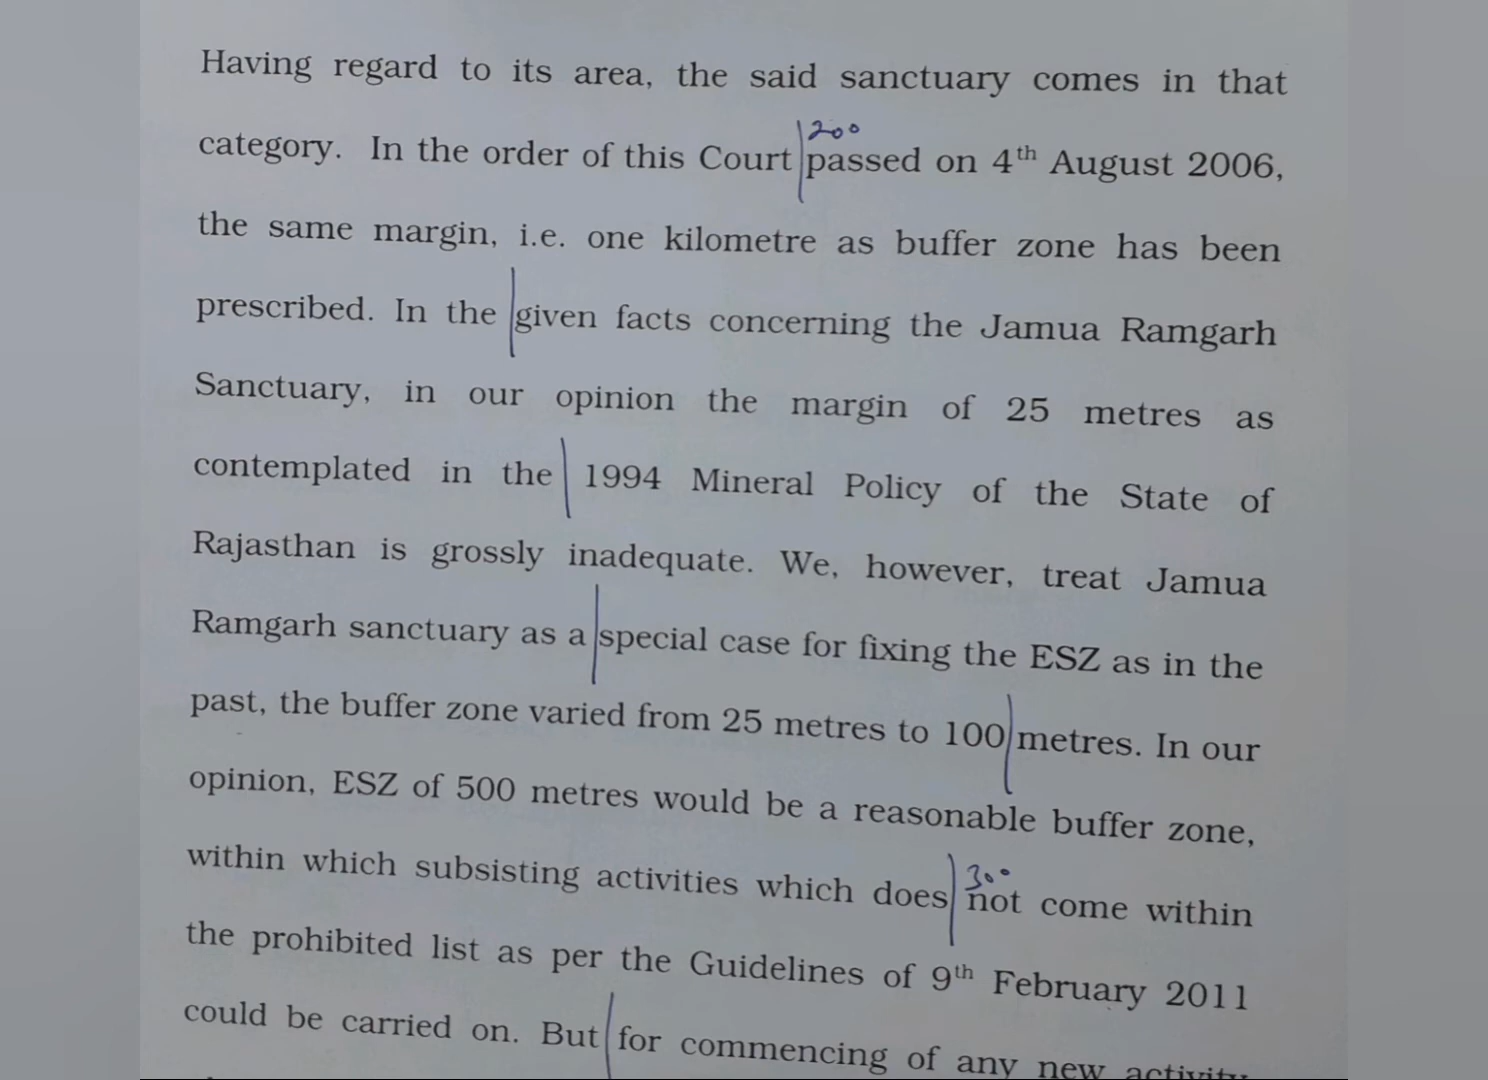 Having regard to its area, the said sanctuary comes in that
200
category. In the order of this Court passed on 4th August 2006,
the same margin, i.e. one kilometre as buffer zone has been
prescribed. In the given facts concerning the Jamua Ramgarh
Sanctuary, in our opinion the margin of 25 metres as
contemplated in the 1994 Mineral Policy of the State of
Rajasthan is grossly inadequate. We, however, treat Jamua
Ramgarh sanctuary as a special case for fixing the ESZ as in the
past, the buffer zone varied from 25 metres to 100 metres. In our
opinion, ESZ of 500 metres would be a reasonable buffer zone,
300
within which subsisting activities which does not come within
the prohibited list as per the Guidelines of 9th February 2011
could be carried on. But for commencing of any new activity